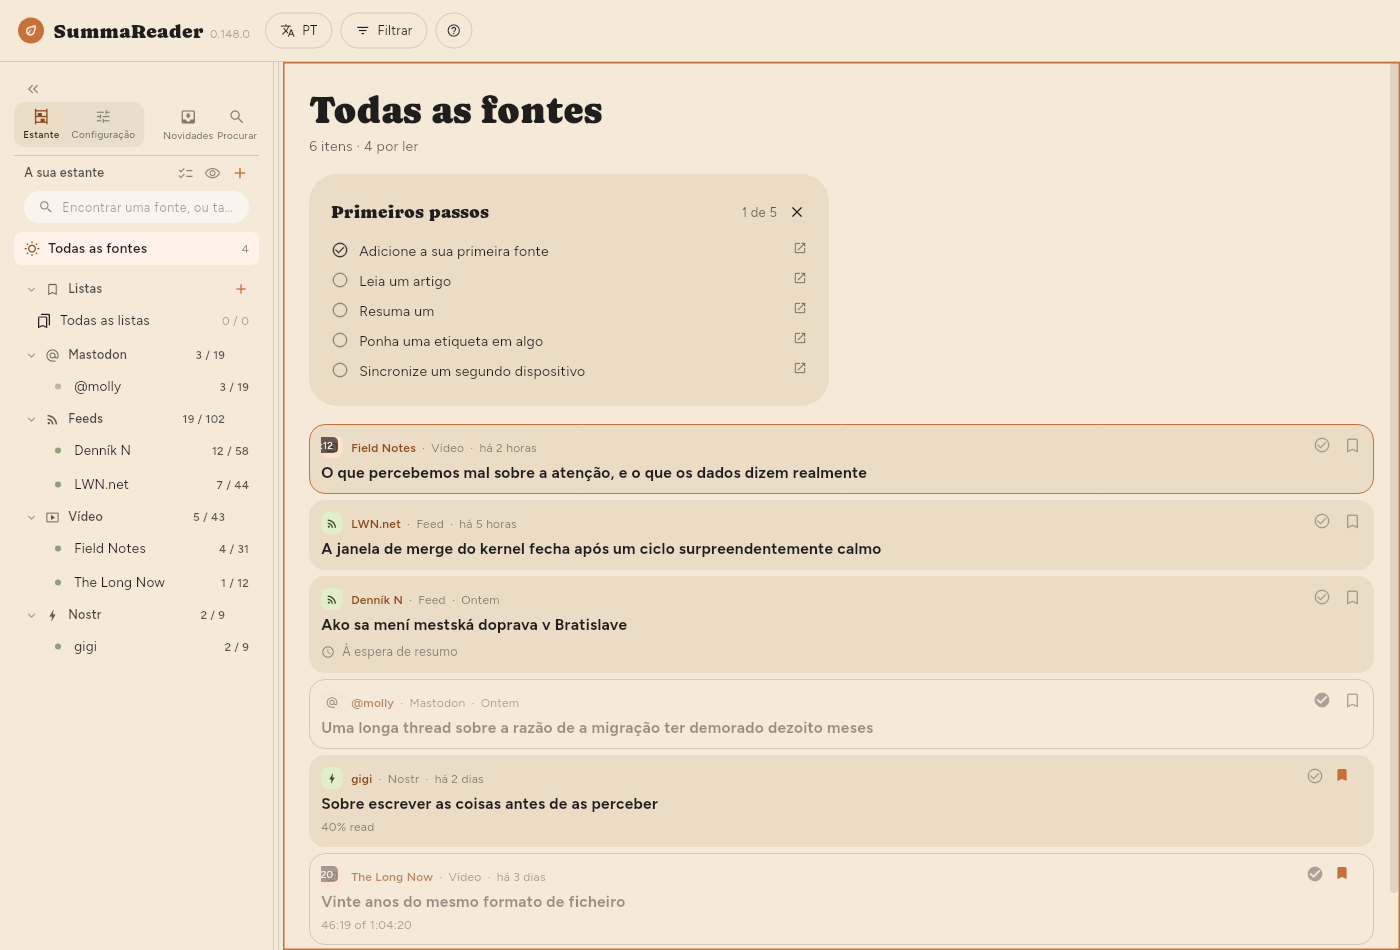 SummaReader 0.148.0 PT Filtrar
Estante Configuração Novidades Procurar
A sua estante
Encontrar uma fonte, ou ta...
Todas as fontes 4
Listas
Todas as listas 0 / 0
Mastodon 3 / 19
@molly 3 / 19
Feeds 19 / 102
Denník N 12 / 58
LWN.net 7 / 44
Vídeo 5 / 43
Field Notes 4 / 31
The Long Now 1 / 12
Nostr 2 / 9
gigi 2 / 9
Todas as fontes
6 itens · 4 por ler
Primeiros passos 1 de 5
Adicione a sua primeira fonte
Leia um artigo
Resuma um
Ponha uma etiqueta em algo
Sincronize um segundo dispositivo
:12 Field Notes · Vídeo · há 2 horas
O que percebemos mal sobre a atenção, e o que os dados dizem realmente
LWN.net · Feed · há 5 horas
A janela de merge do kernel fecha após um ciclo surpreendentemente calmo
Denník N · Feed · Ontem
Ako sa mení mestská doprava v Bratislave
À espera de resumo
@molly · Mastodon · Ontem
Uma longa thread sobre a razão de a migração ter demorado dezoito meses
gigi · Nostr · há 2 dias
Sobre escrever as coisas antes de as perceber
40% read
20 The Long Now · Vídeo · há 3 dias
Vinte anos do mesmo formato de ficheiro
46:19 of 1:04:20